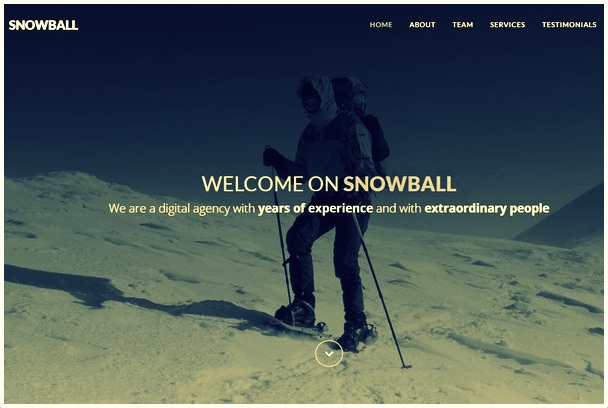 SNOWBALL
HOME ABOUT TEAM SERVICES TESTIMONIALS
WELCOME ON SNOWBALL
We are a digital agency with years of experience and with extraordinary people